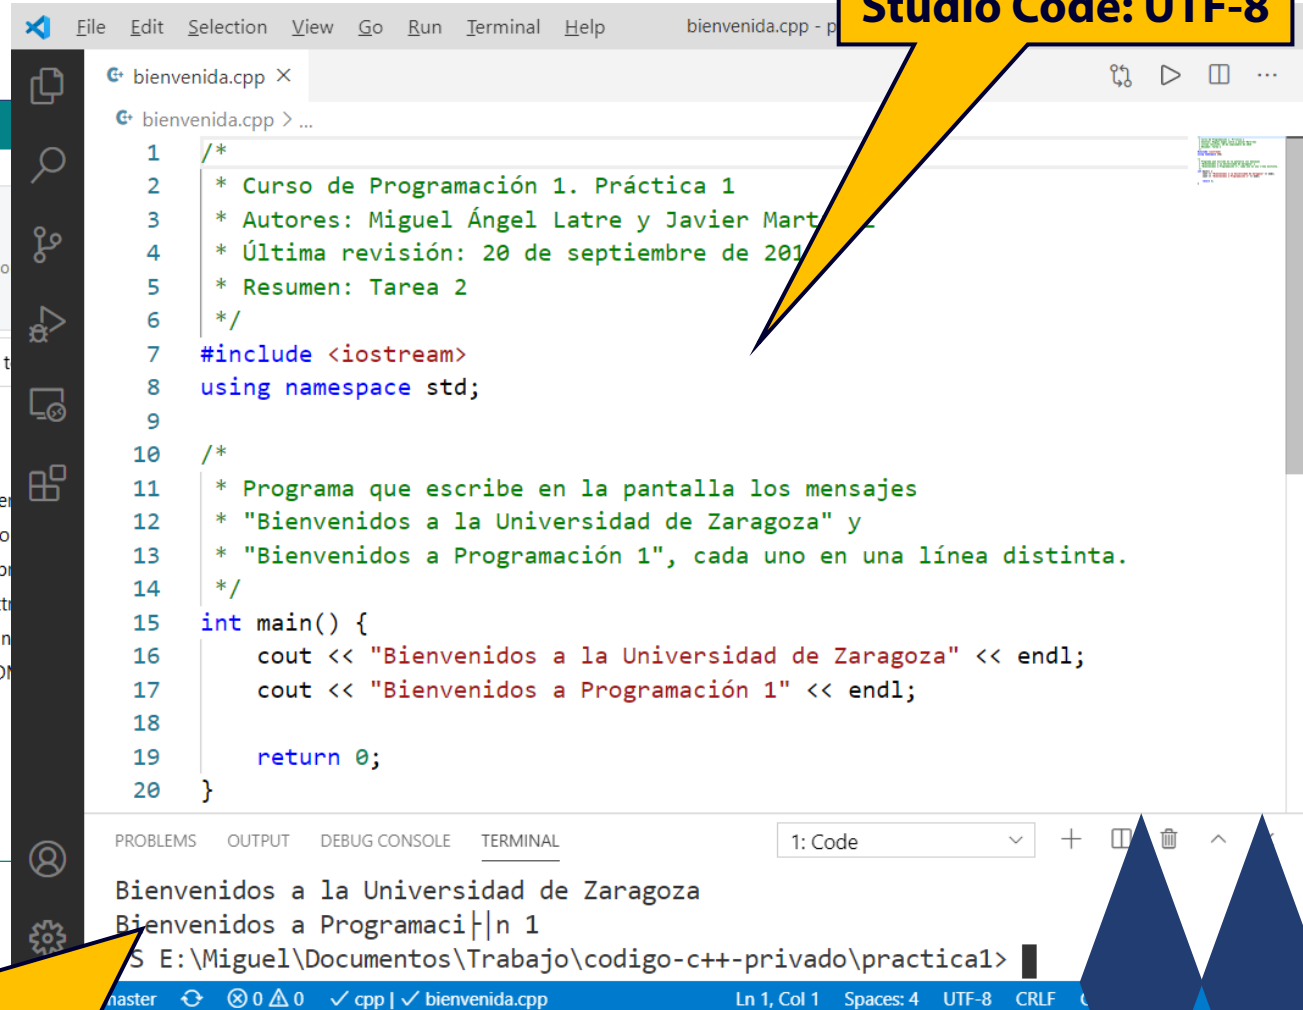 Studio Code: UTF-8
File Edit Selection View Go Run Terminal Help bienvenida.cpp - p
bienvenida.cpp
bienvenida.cpp > ...
1 /*
2 * Curso de Programación 1. Práctica 1
3 * Autores: Miguel Ángel Latre y Javier Mart
4 * Última revisión: 20 de septiembre de 201
5 * Resumen: Tarea 2
6 */
7 #include <iostream>
8 using namespace std;
9
10 /*
11 * Programa que escribe en la pantalla los mensajes
12 * "Bienvenidos a la Universidad de Zaragoza" y
13 * "Bienvenidos a Programación 1", cada uno en una línea distinta.
14 */
15 int main() {
16 cout << "Bienvenidos a la Universidad de Zaragoza" << endl;
17 cout << "Bienvenidos a Programación 1" << endl;
18
19 return 0;
20 }
PROBLEMS OUTPUT DEBUG CONSOLE TERMINAL 1: Code
Bienvenidos a la Universidad de Zaragoza
Bienvenidos a Programaci├│n 1
S E:\Miguel\Documentos\Trabajo\codigo-c++-privado\practica1>
master 0 0 cpp | bienvenida.cpp Ln 1, Col 1 Spaces: 4 UTF-8 CRLF